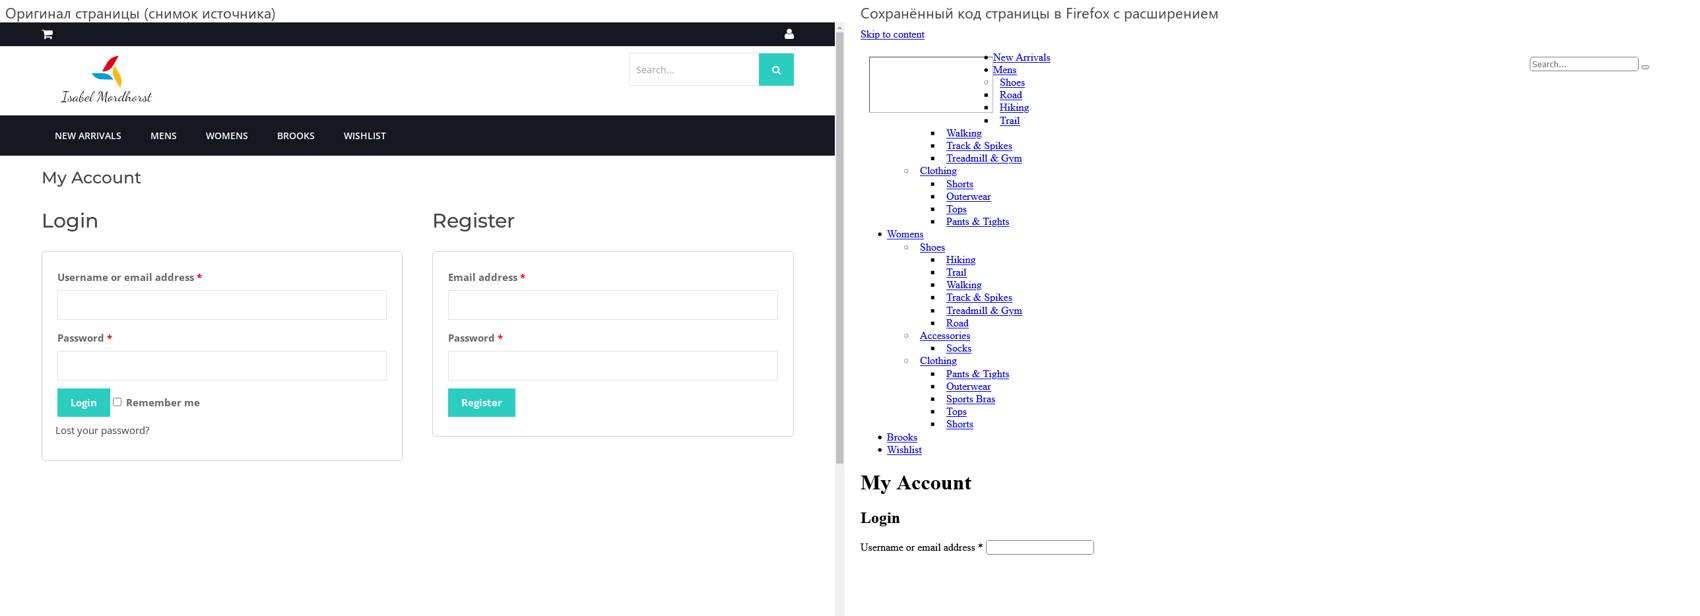 Оригинал страницы (снимок источника)
Isabel Mordhorst
Search...
NEW ARRIVALS MENS WOMENS BROOKS WISHLIST
My Account
Login
Username or email address *
Password *
Login Remember me
Lost your password?
Register
Email address *
Password *
Register
Сохранённый код страницы в Firefox с расширением
Skip to content
New Arrivals
Mens
Shoes
Road
Hiking
Trail
Walking
Track & Spikes
Treadmill & Gym
Clothing
Shorts
Outerwear
Tops
Pants & Tights
Womens
Shoes
Hiking
Trail
Walking
Track & Spikes
Treadmill & Gym
Road
Accessories
Socks
Clothing
Pants & Tights
Outerwear
Sports Bras
Tops
Shorts
Brooks
Wishlist
Search...
My Account
Login
Username or email address *